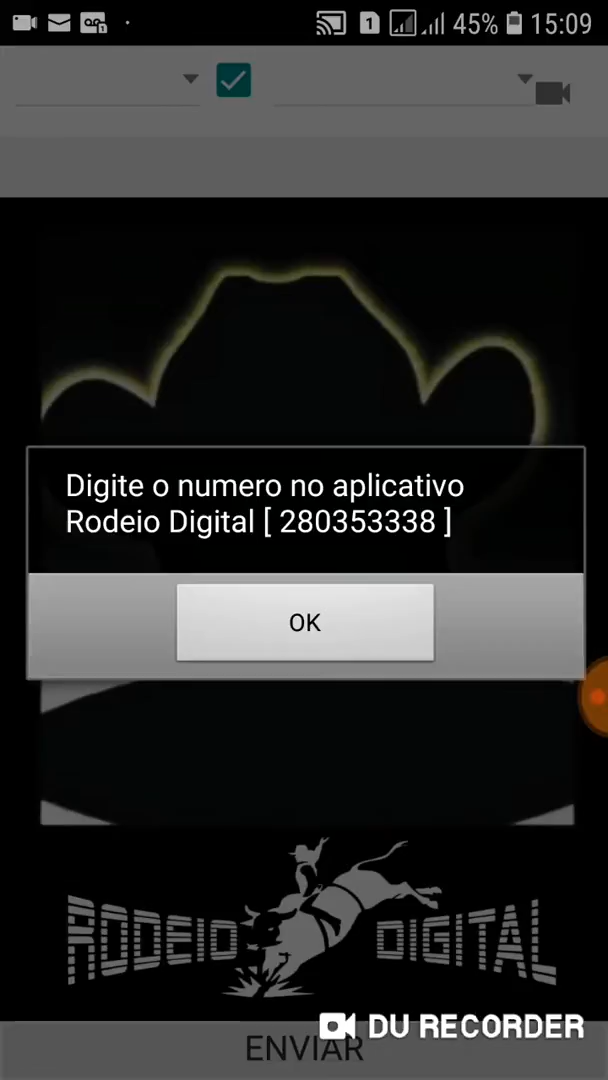 45% 15:09
Digite o numero no aplicativo
Rodeio Digital [ 280353338 ]
OK
RODEIO DIGITAL
DU RECORDER
ENVIAR